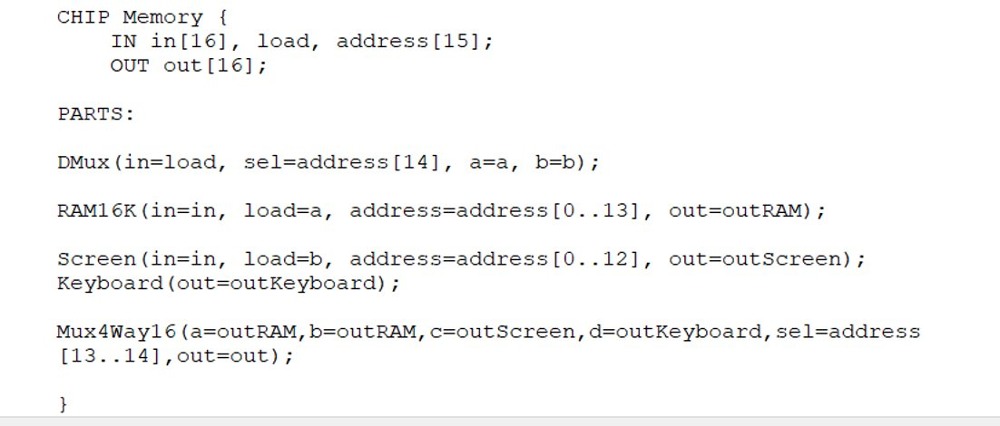 CHIP Memory {
IN in[16], load, address[15];
OUT out[16];
PARTS:
DMux(in=load, sel=address[14], a=a, b=b);
RAM16K(in=in, load=a, address=address[0..13], out=outRAM);
Screen(in=in, load=b, address=address[0..12], out=outScreen);
Keyboard(out=outKeyboard);
Mux4Way16(a=outRAM,b=outRAM,c=outScreen,d=outKeyboard,sel=address
[13..14],out=out);
}